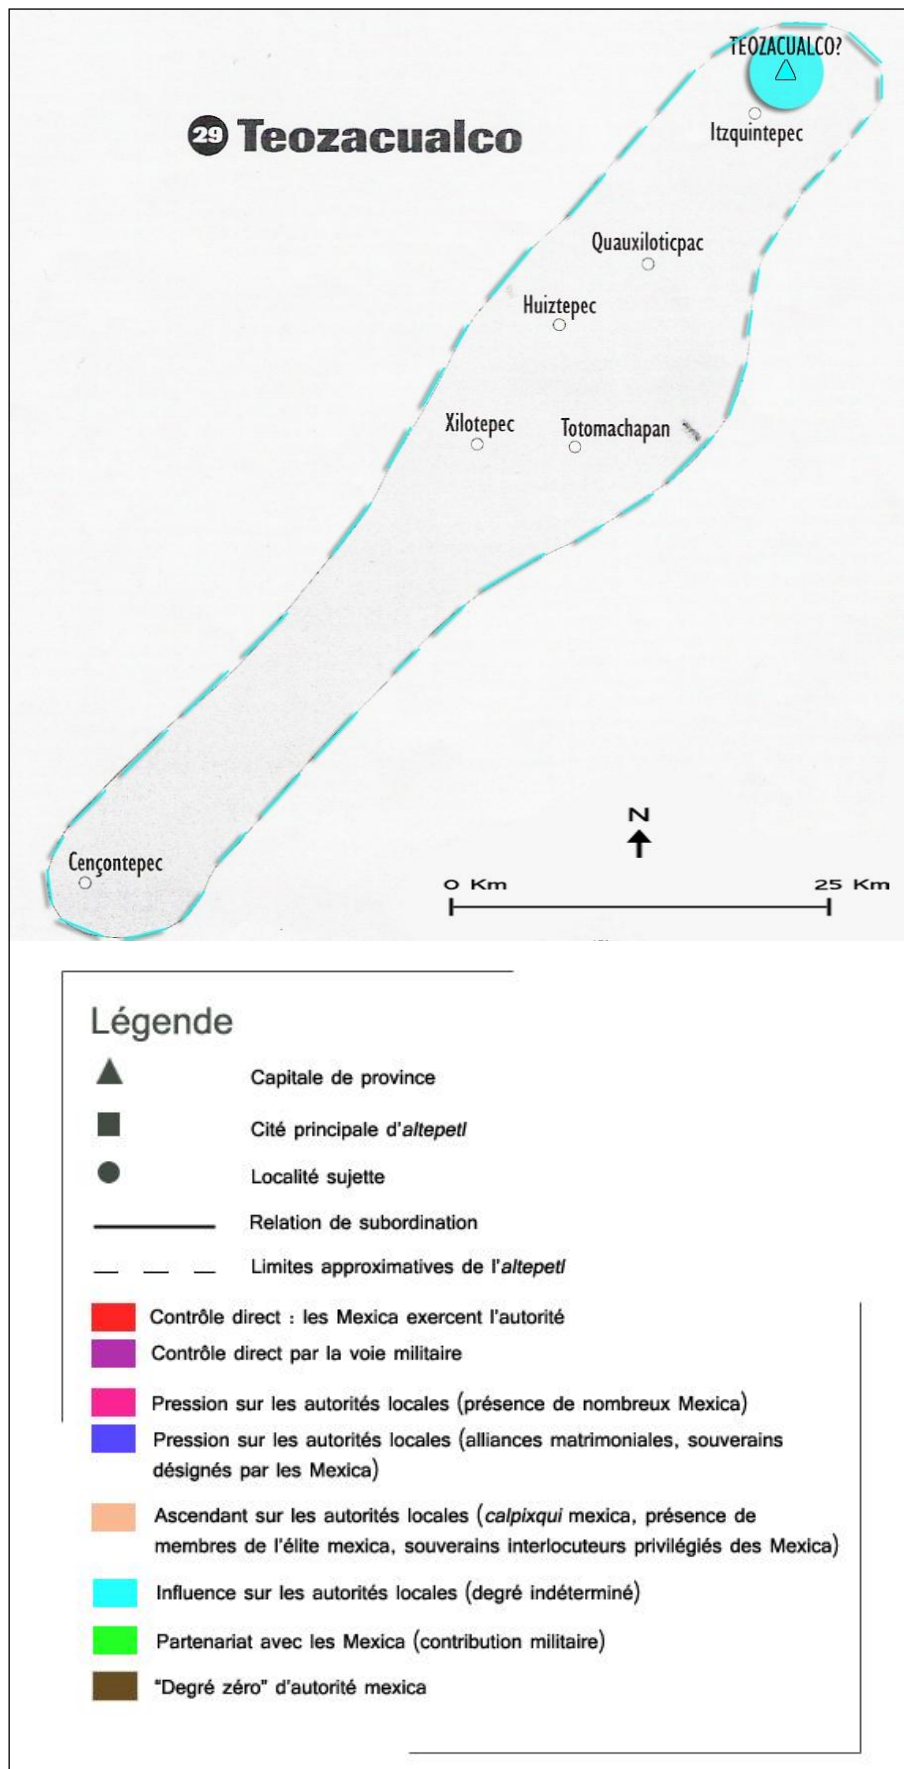 TEOZACUALCO?
29 Teozacualco
Itzquintepec
Quauxiloticpac
Huiztepec
Xilotepec
Totomachapan
Cençontepec
N
0 Km 25 Km
Légende
Capitale de province
Cité principale d'altepetl
Localité sujette
Relation de subordination
Limites approximatives de l'altepetl
Contrôle direct : les Mexica exercent l'autorité
Contrôle direct par la voie militaire
Pression sur les autorités locales (présence de nombreux Mexica)
Pression sur les autorités locales (alliances matrimoniales, souverains
désignés par les Mexica)
Ascendant sur les autorités locales (calpixqui mexica, présence de
membres de l'élite mexica, souverains interlocuteurs privilégiés des Mexica)
Influence sur les autorités locales (degré indéterminé)
Partenariat avec les Mexica (contribution militaire)
"Degré zéro" d'autorité mexica